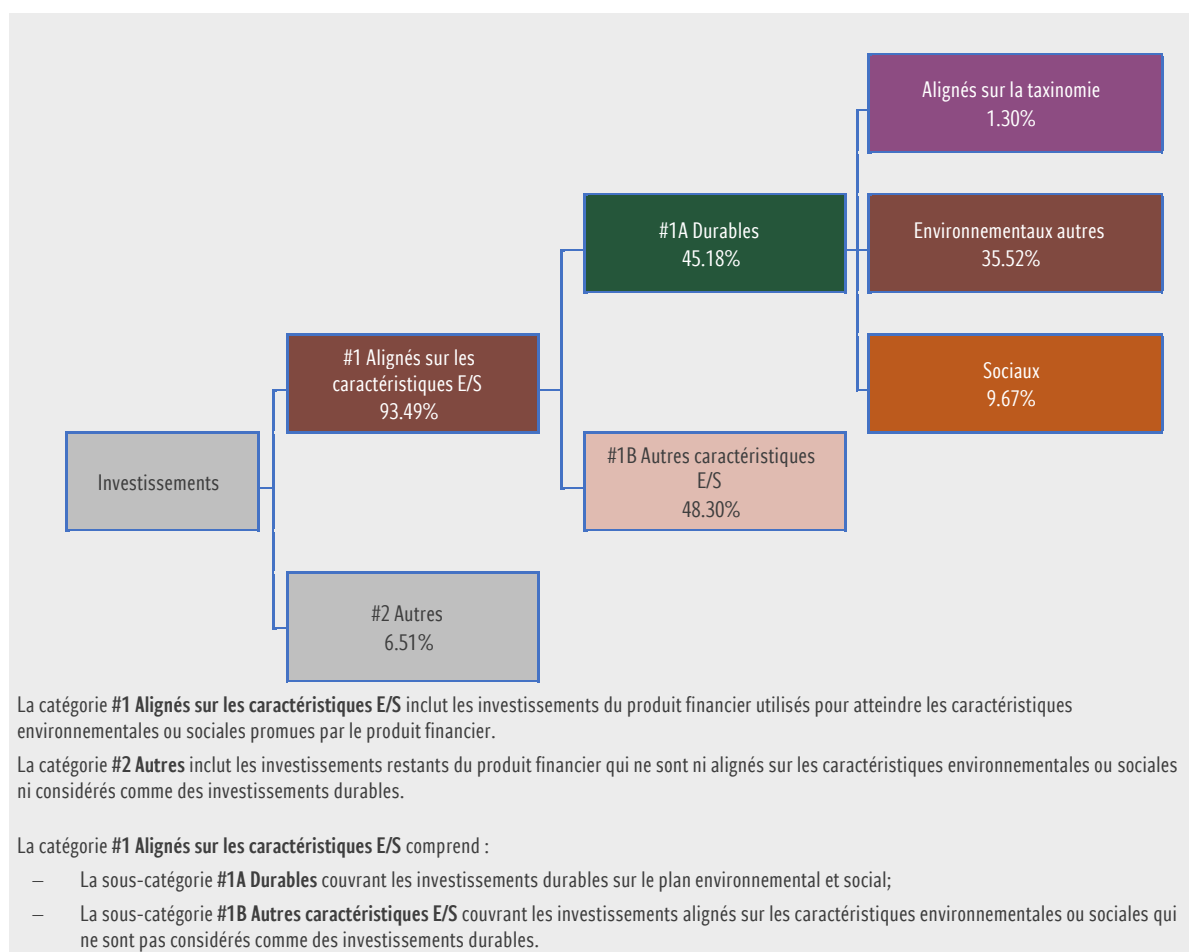 Alignés sur la taxinomie
1.30%
#1A Durables
45.18%
Environnementaux autres
35.52%
#1 Alignés sur les
caractéristiques E/S
93.49%
Sociaux
9.67%
Investissements
#1B Autres caractéristiques
E/S
48.30%
#2 Autres
6.51%
La catégorie #1 Alignés sur les caractéristiques E/S inclut les investissements du produit financier utilisés pour atteindre les caractéristiques
environnementales ou sociales promues par le produit financier.
La catégorie #2 Autres inclut les investissements restants du produit financier qui ne sont ni alignés sur les caractéristiques environnementales ou sociales
ni considérés comme des investissements durables.
La catégorie #1 Alignés sur les caractéristiques E/S comprend :
– La sous-catégorie #1A Durables couvrant les investissements durables sur le plan environnemental et social;
– La sous-catégorie #1B Autres caractéristiques E/S couvrant les investissements alignés sur les caractéristiques environnementales ou sociales qui
ne sont pas considérés comme des investissements durables.